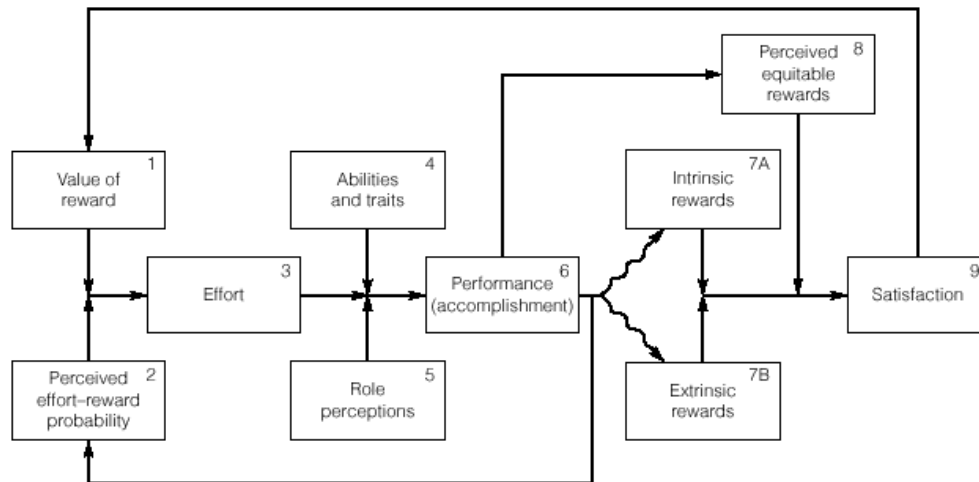 8
Perceived
equitable
rewards
1
Value of
reward
4
Abilities
and traits
7A
Intrinsic
rewards
3
Effort
6
Performance
(accomplishment)
9
Satisfaction
2
Perceived
effort–reward
probability
5
Role
perceptions
7B
Extrinsic
rewards